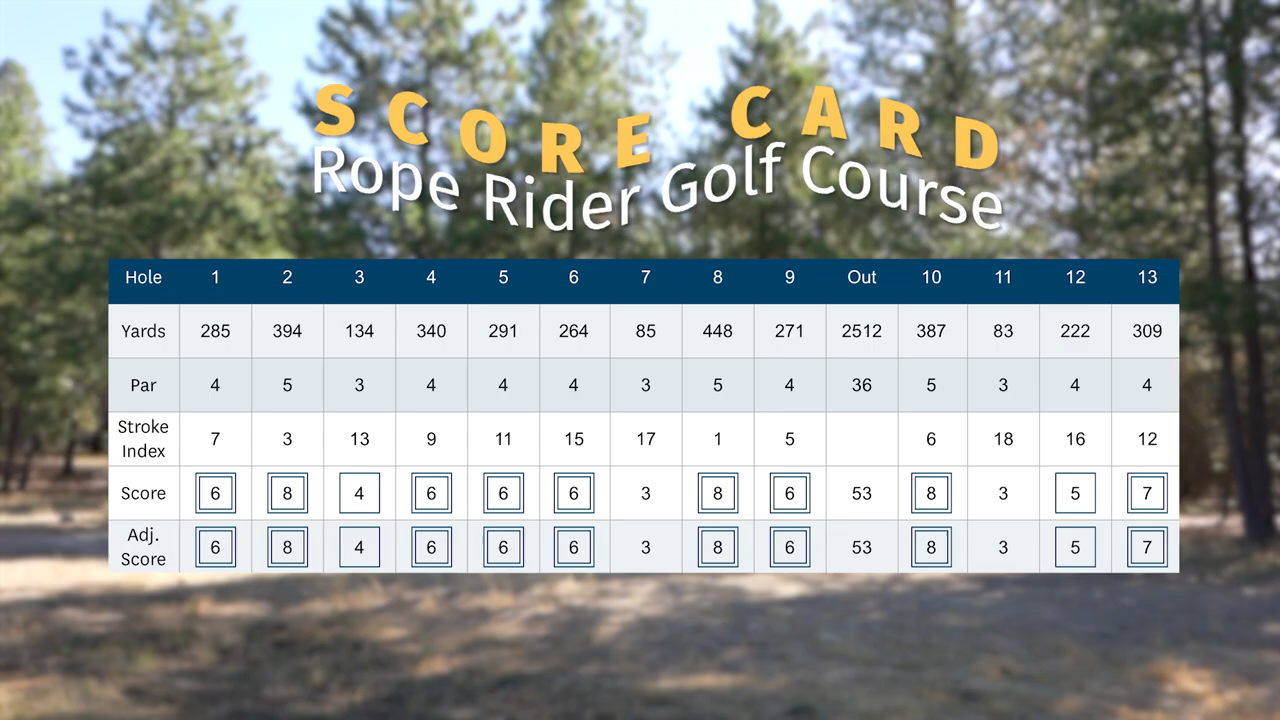 SCORE CARD
Rope Rider Golf Course
Hole 1 2 3 4 5 6 7 8 9 Out 10 11 12 13
Yards 285 394 134 340 291 264 85 448 271 2512 387 83 222 309
Par 4 5 3 4 4 4 3 5 4 36 5 3 4 4
Stroke Index 7 3 13 9 11 15 17 1 5 6 18 16 12
Score 6 8 4 6 6 6 3 8 6 53 8 3 5 7
Adj. Score 6 8 4 6 6 6 3 8 6 53 8 3 5 7